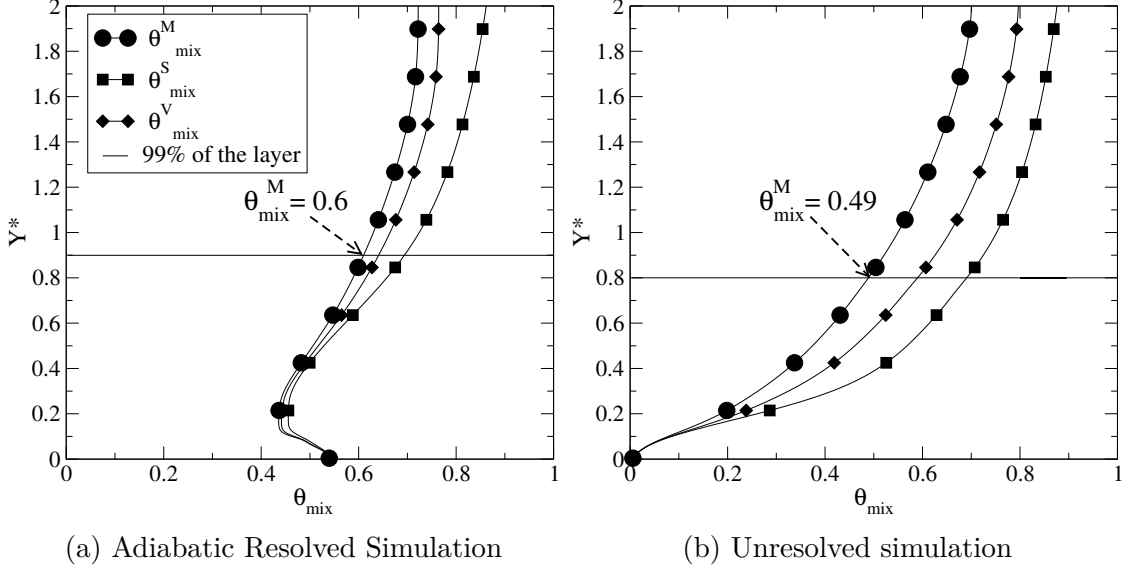 2
1.8
1.6
1.4
1.2
1
0.8
0.6
0.4
0.2
0
Y*
θ^M_mix
θ^S_mix
θ^V_mix
99% of the layer
θ^M_mix = 0.6
0 0.2 0.4 0.6 0.8 1
θ_mix
(a) Adiabatic Resolved Simulation
2
1.8
1.6
1.4
1.2
1
0.8
0.6
0.4
0.2
0
Y*
θ^M_mix = 0.49
0 0.2 0.4 0.6 0.8 1
θ_mix
(b) Unresolved simulation